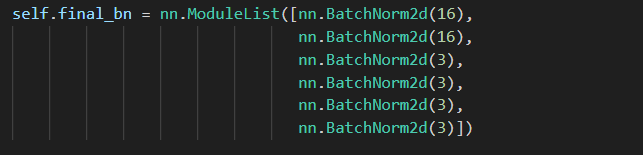 self.final_bn = nn.ModuleList([nn.BatchNorm2d(16),
nn.BatchNorm2d(16),
nn.BatchNorm2d(3),
nn.BatchNorm2d(3),
nn.BatchNorm2d(3),
nn.BatchNorm2d(3)])